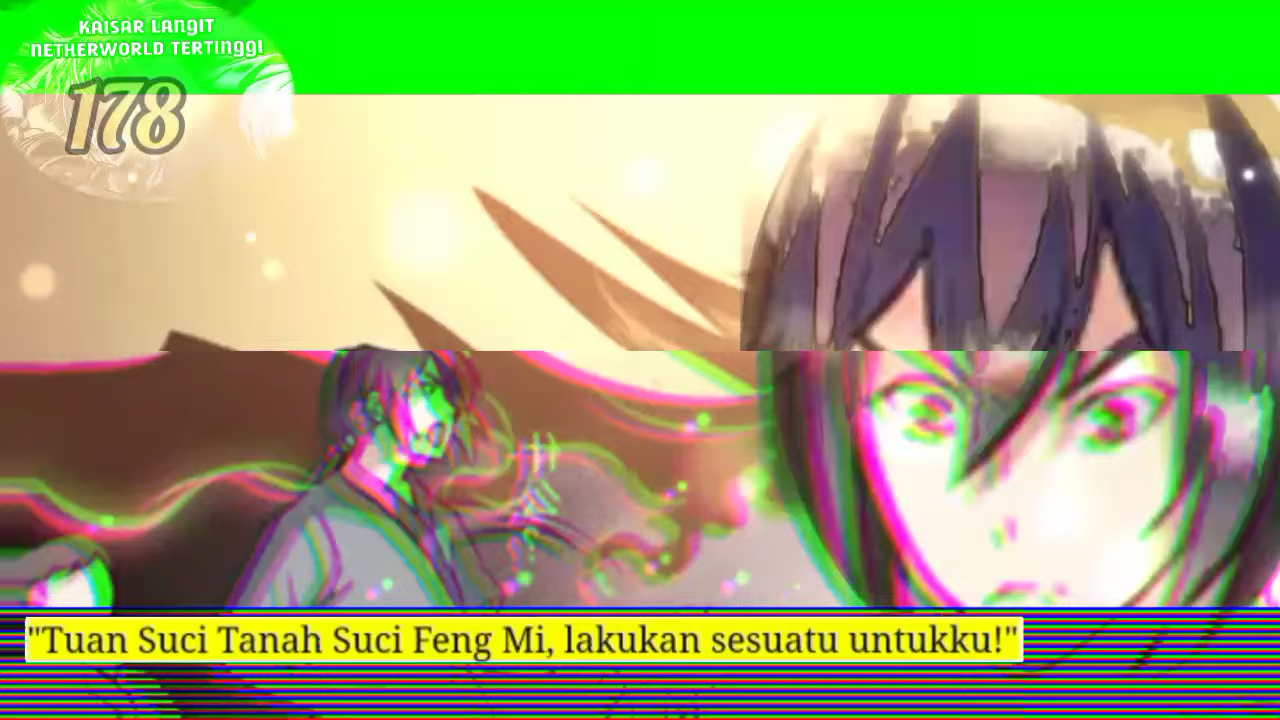 KAISAR LANGIT
NETHERWORLD TERTINGGI
178
"Tuan Suci Tanah Suci Feng Mi, lakukan sesuatu untukku!"